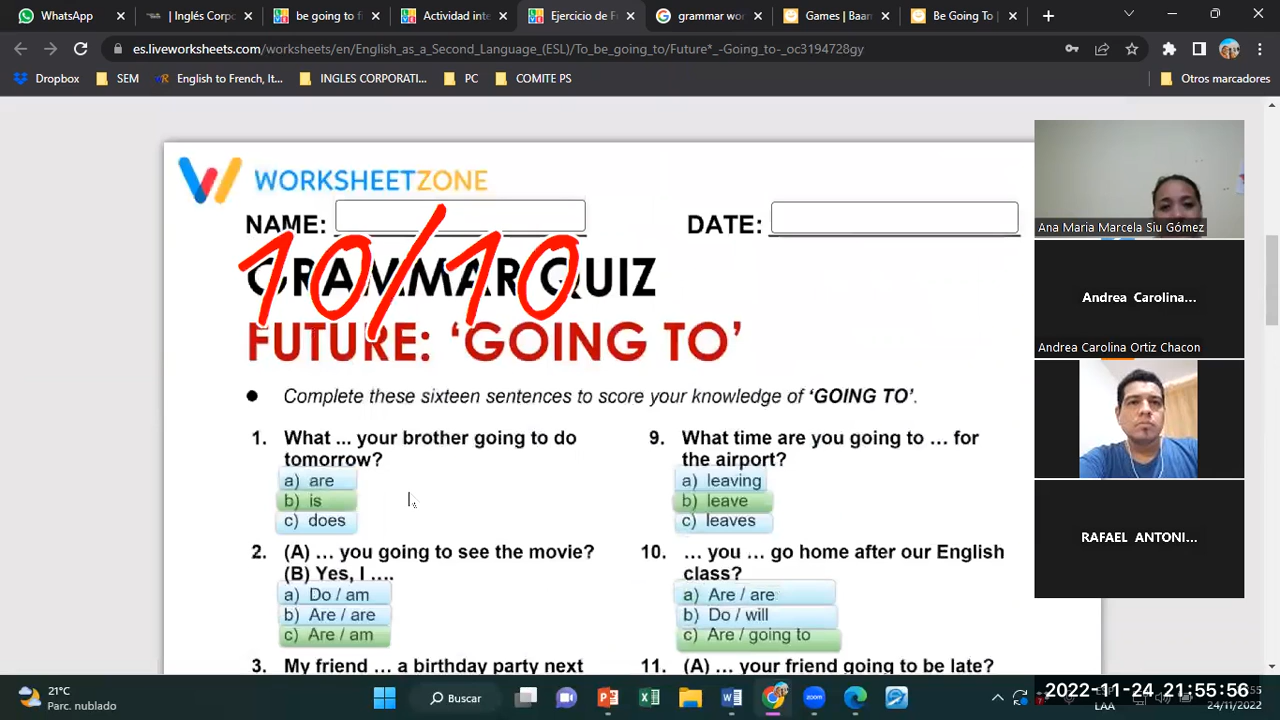 WhatsApp
| Inglés Corpo
be going to f
Actividad inte
Ejercicio de F
grammar wor
Games | Baam
Be Going To |
es.liveworksheets.com/worksheets/en/English_as_a_Second_Language_(ESL)/To_be_going_to/Future*_-Going_to-_oc3194728gy
Dropbox
SEM
English to French, It...
INGLES CORPORATI...
PC
COMITE PS
Otros marcadores
WORKSHEETZONE
NAME:
DATE:
10/10
GRAMMAR QUIZ
FUTURE: ‘GOING TO’
● Complete these sixteen sentences to score your knowledge of ‘GOING TO’.
1. What ... your brother going to do
tomorrow?
a) are
b) is
c) does
2. (A) ... you going to see the movie?
(B) Yes, I ....
a) Do / am
b) Are / are
c) Are / am
3. My friend ... a birthday party next
9. What time are you going to ... for
the airport?
a) leaving
b) leave
c) leaves
10. ... you ... go home after our English
class?
a) Are / are
b) Do / will
c) Are / going to
11. (A) ... your friend going to be late?
Ana Maria Marcela Siu Gómez
Andrea Carolina...
Andrea Carolina Ortiz Chacon
RAFAEL ANTONI...
21°C
Parc. nublado
Buscar
LAA
2022-11-24 21:55:56
24/11/2022